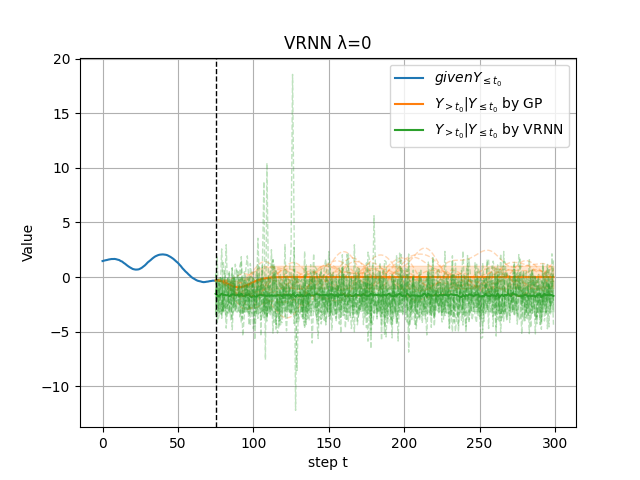 VRNN λ=0
givenY≤t₀
Y>t₀|Y≤t₀ by GP
Y>t₀|Y≤t₀ by VRNN
Value
20
15
10
5
0
−5
−10
0 50 100 150 200 250 300
step t